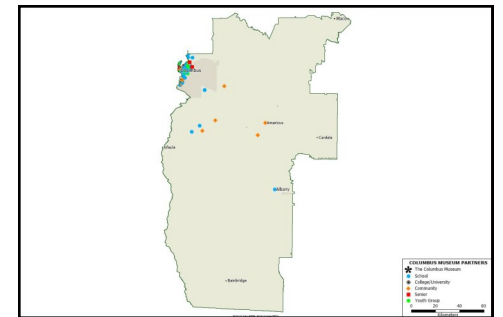 Macon
Americus
Cordele
Eufaula
Albany
Bainbridge
COLUMBUS MUSEUM PARTNERS
The Columbus Museum
School
College/University
Community
Senior
Youth Group
0 20 40 60
Kilometers